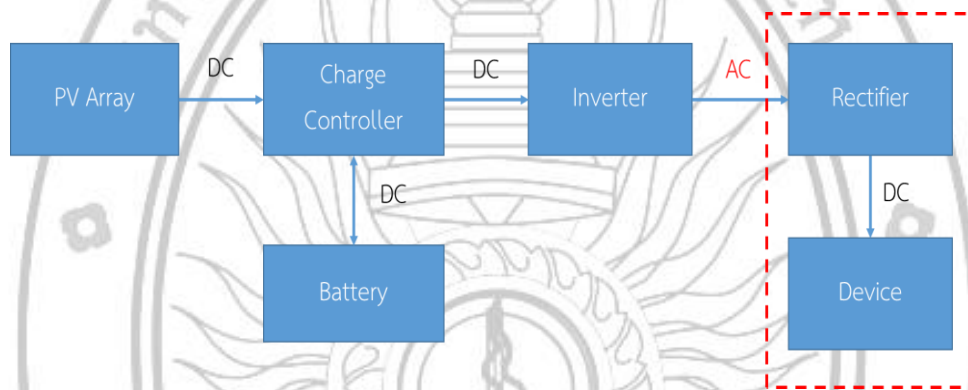 PV Array
DC
Charge
Controller
DC
Inverter
AC
Rectifier
DC
Battery
DC
Device